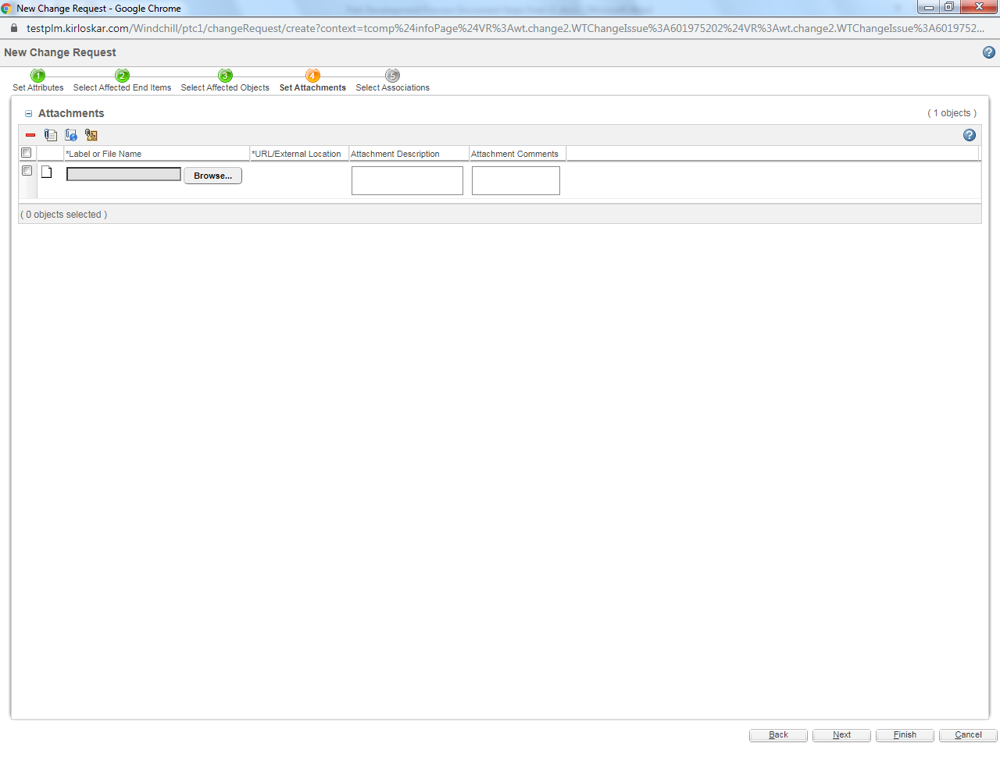 New Change Request - Google Chrome
testplm.kirloskar.com/Windchill/ptc1/changeRequest/create?context=tcomp%24infoPage%24VR%3Awt.change2.WTChangeIssue%3A601975202%24VR%3Awt.change2.WTChangeIssue%3A6019752...
New Change Request
1 2 3 4 5
Set Attributes Select Affected End Items Select Affected Objects Set Attachments Select Associations
Attachments ( 1 objects )
*Label or File Name *URL/External Location Attachment Description Attachment Comments
Browse...
( 0 objects selected )
Back Next Finish Cancel